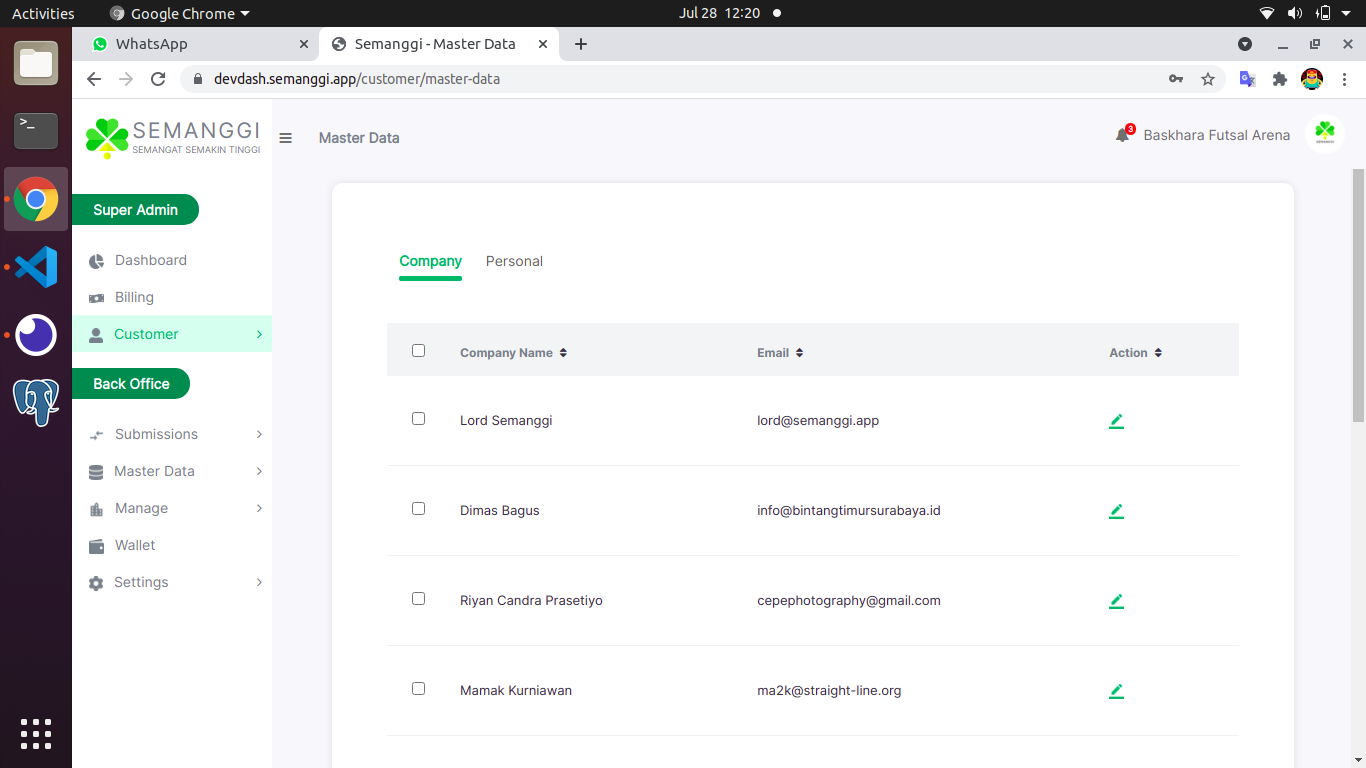 Activities Google Chrome Jul 28 12:20
WhatsApp Semanggi - Master Data
devdash.semanggi.app/customer/master-data
SEMANGGI
SEMANGAT SEMAKIN TINGGI
Master Data
3
Baskhara Futsal Arena
Super Admin
Dashboard
Billing
Customer
Back Office
Submissions
Master Data
Manage
Wallet
Settings
Company Personal
Company Name Email Action
Lord Semanggi lord@semanggi.app
Dimas Bagus info@bintangtimursurabaya.id
Riyan Candra Prasetiyo cepephotography@gmail.com
Mamak Kurniawan ma2k@straight-line.org